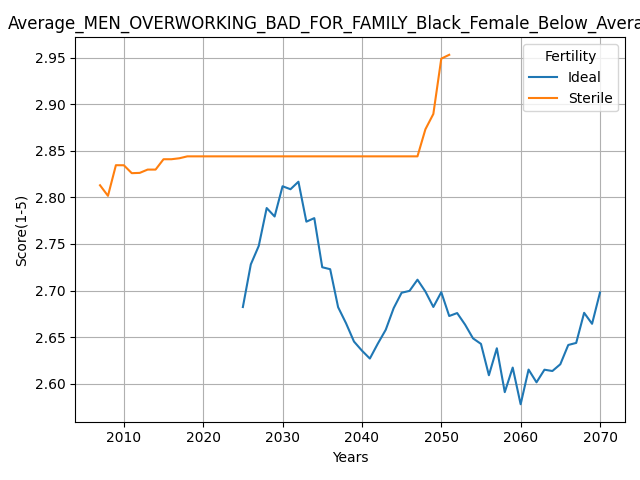 Average_MEN_OVERWORKING_BAD_FOR_FAMILY_Black_Female_Below_Avera
Fertility
Ideal
Sterile
2.95
2.90
2.85
2.80
2.75
2.70
2.65
2.60
Score(1-5)
2010 2020 2030 2040 2050 2060 2070
Years